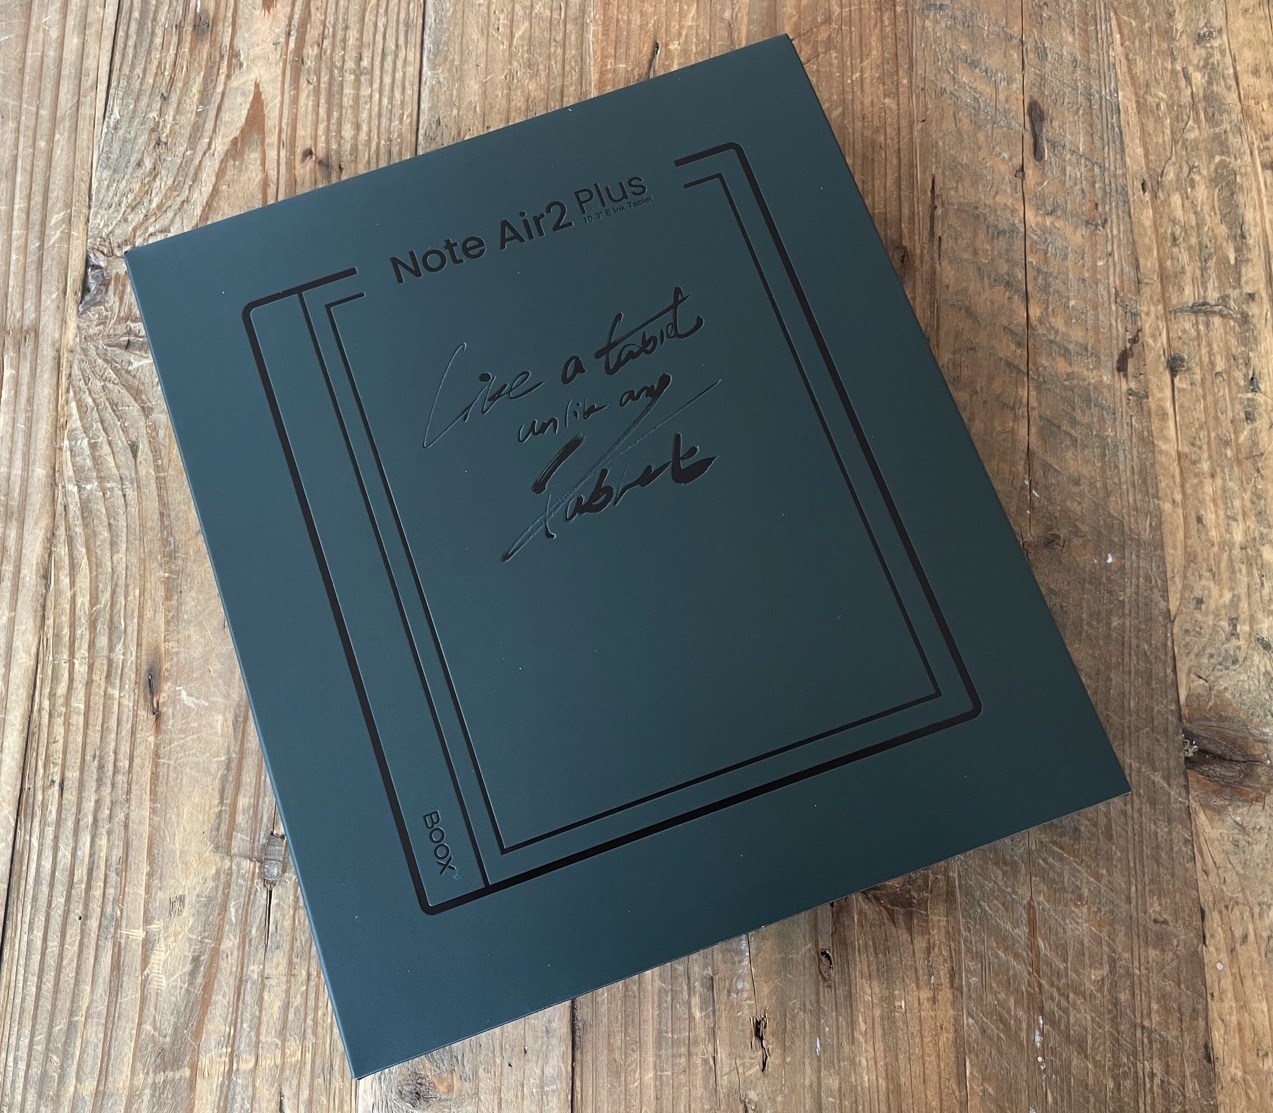 Note Air2 Plus
10.3" E Ink Tablet
Like a tablet
unlike any
tablet
BOOX